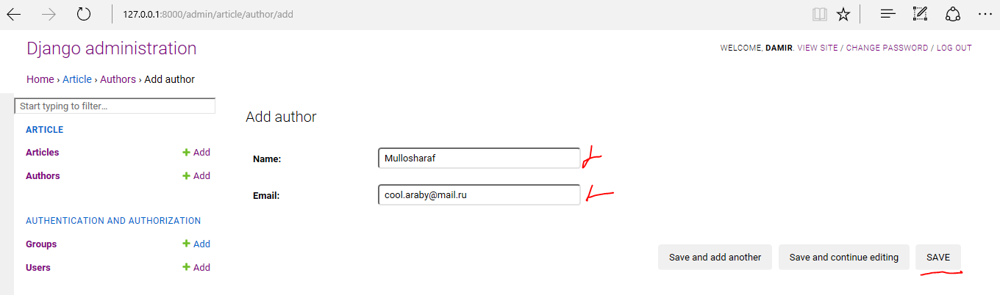 127.0.0.1:8000/admin/article/author/add
Django administration
WELCOME, DAMIR. VIEW SITE / CHANGE PASSWORD / LOG OUT
Home › Article › Authors › Add author
Start typing to filter…
ARTICLE
Articles + Add
Authors + Add
AUTHENTICATION AND AUTHORIZATION
Groups + Add
Users + Add
Add author
Name: Mullosharaf
Email: cool.araby@mail.ru
Save and add another Save and continue editing SAVE